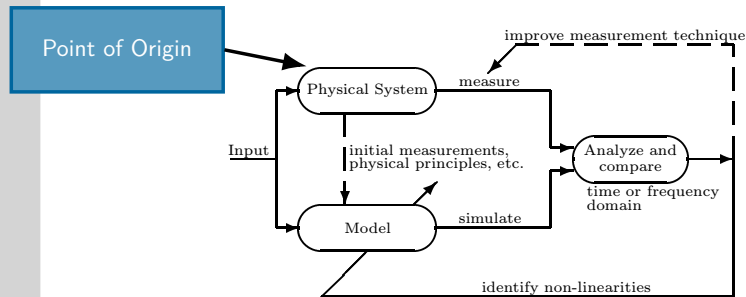 improve measurement technique
Point of Origin
Physical System
measure
Input
initial measurements,
physical principles, etc.
Analyze and
compare
time or frequency
domain
Model
simulate
identify non-linearities